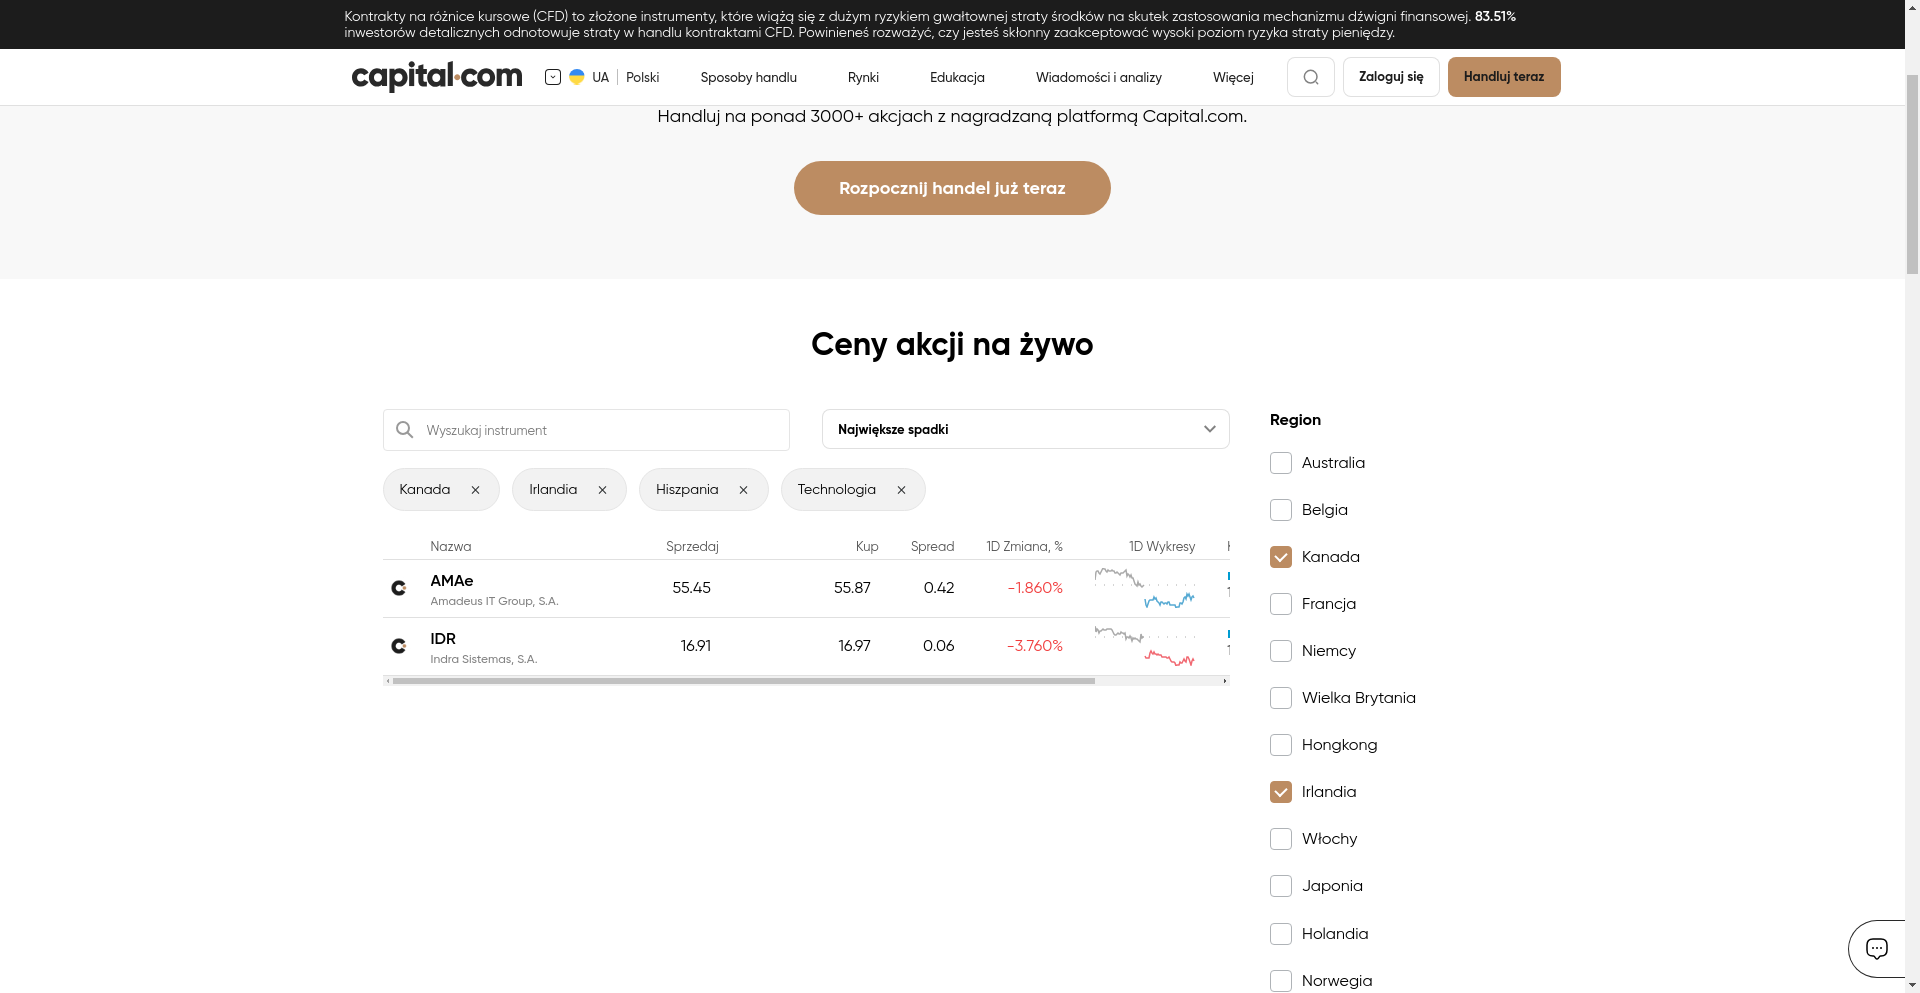 Kontrakty na różnice kursowe (CFD) to złożone instrumenty, które wiążą się z dużym ryzykiem gwałtownej straty środków na skutek zastosowania mechanizmu dźwigni finansowej. 83.51%
inwestorów detalicznych odnotowuje straty w handlu kontraktami CFD. Powinieneś rozważyć, czy jesteś skłonny zaakceptować wysoki poziom ryzyka straty pieniędzy.
capital.com UA Polski Sposoby handlu Rynki Edukacja Wiadomości i analizy Więcej Zaloguj się Handluj teraz
Handluj na ponad 3000+ akcjach z nagradzaną platformą Capital.com.
Rozpocznij handel już teraz
Ceny akcji na żywo
Wyszukaj instrument
Największe spadki
Kanada Irlandia Hiszpania Technologia
Nazwa Sprzedaj Kup Spread 1D Zmiana, % 1D Wykresy
AMAe 55.45 55.87 0.42 -1.860%
Amadeus IT Group, S.A.
IDR 16.91 16.97 0.06 -3.760%
Indra Sistemas, S.A.
Region
Australia
Belgia
Kanada
Francja
Niemcy
Wielka Brytania
Hongkong
Irlandia
Włochy
Japonia
Holandia
Norwegia